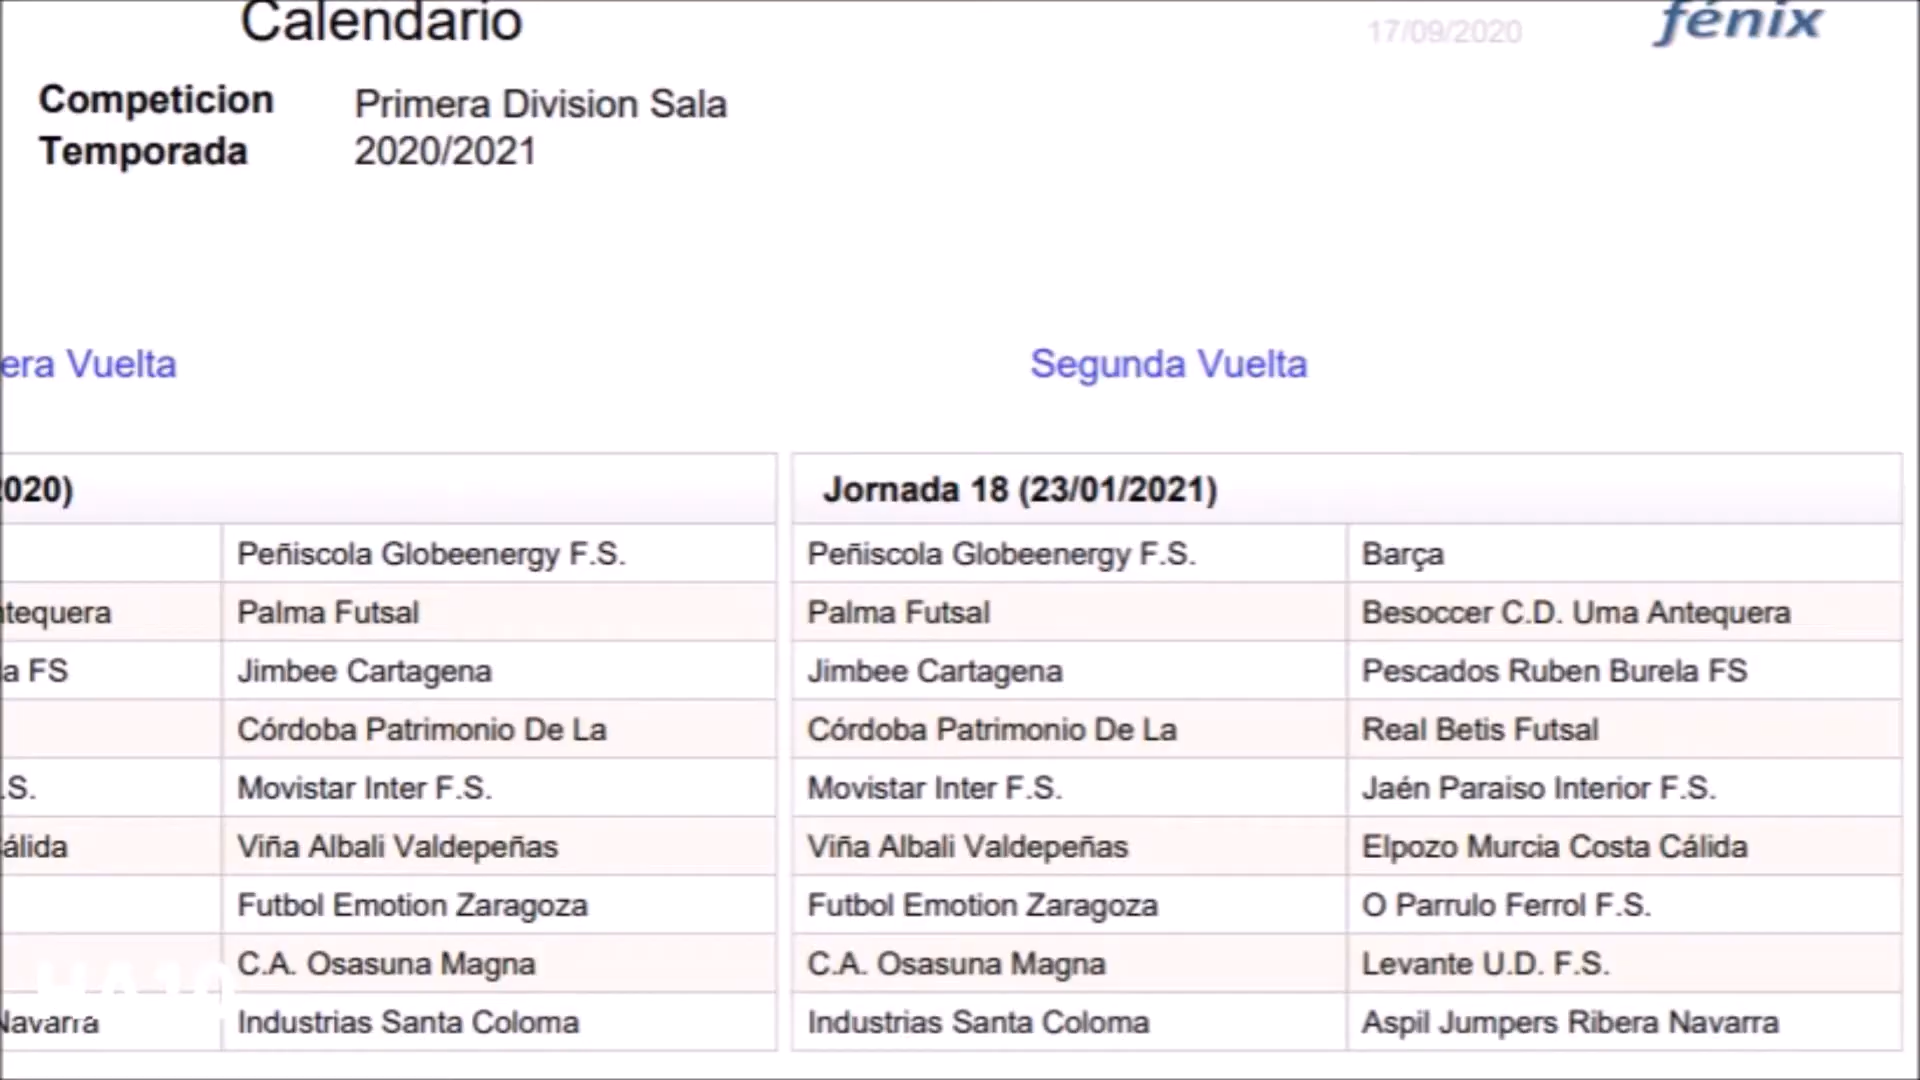 Calendario
17/09/2020
fénix
Competicion Primera Division Sala
Temporada 2020/2021
era Vuelta
Segunda Vuelta
020)
Peñiscola Globeenergy F.S.
ntequera Palma Futsal
a FS Jimbee Cartagena
Córdoba Patrimonio De La
.S. Movistar Inter F.S.
álida Viña Albali Valdepeñas
Futbol Emotion Zaragoza
C.A. Osasuna Magna
Navarra Industrias Santa Coloma
Jornada 18 (23/01/2021)
Peñiscola Globeenergy F.S. Barça
Palma Futsal Besoccer C.D. Uma Antequera
Jimbee Cartagena Pescados Ruben Burela FS
Córdoba Patrimonio De La Real Betis Futsal
Movistar Inter F.S. Jaén Paraiso Interior F.S.
Viña Albali Valdepeñas Elpozo Murcia Costa Cálida
Futbol Emotion Zaragoza O Parrulo Ferrol F.S.
C.A. Osasuna Magna Levante U.D. F.S.
Industrias Santa Coloma Aspil Jumpers Ribera Navarra